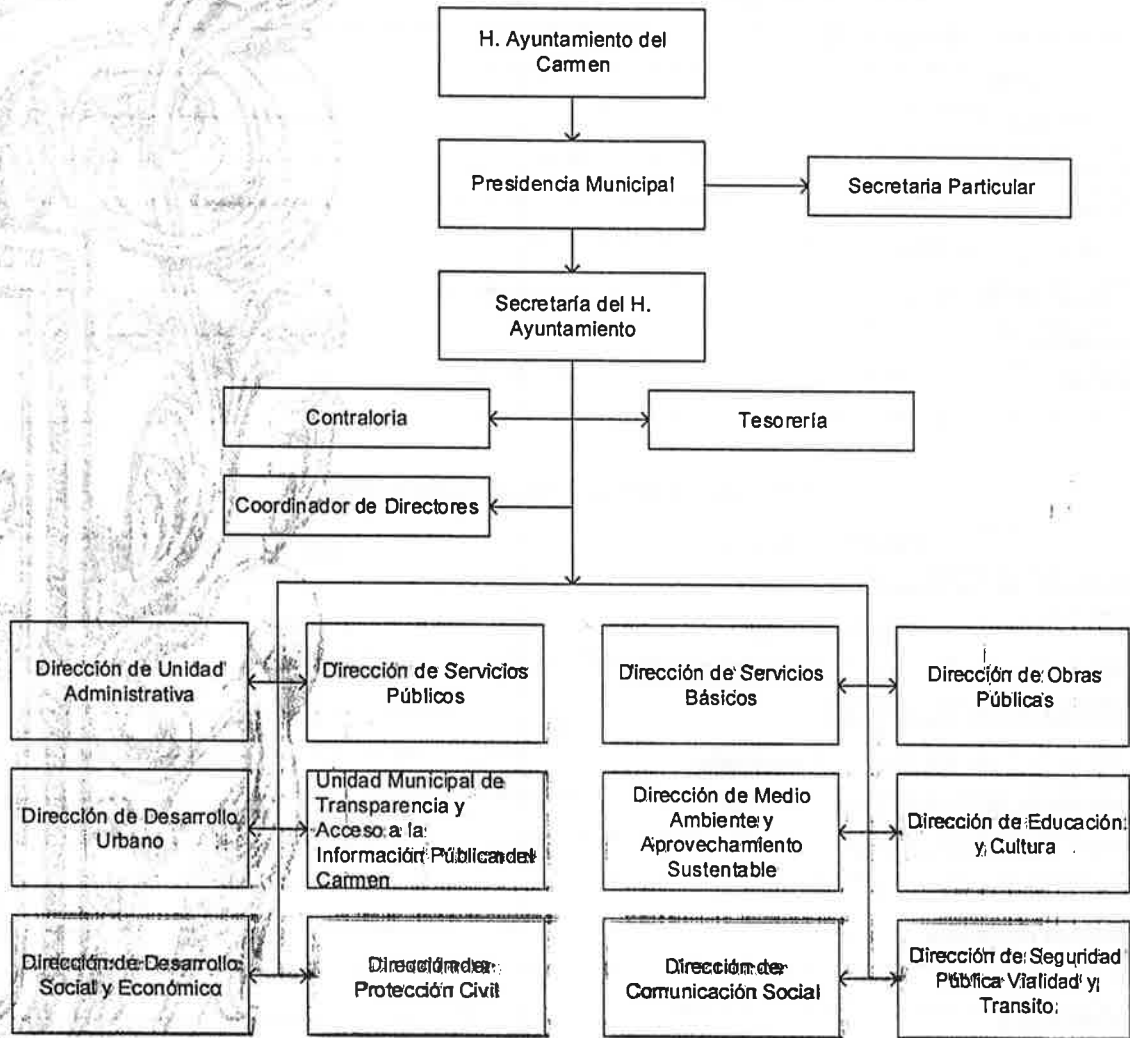 H. Ayuntamiento del
Carmen
Presidencia Municipal
Secretaria Particular
Secretaría del H.
Ayuntamiento
Contraloria
Tesorería
Coordinador de Directores
Dirección de Unidad
Administrativa
Dirección de Servicios
Públicos
Dirección de Servicios
Básicos
Dirección de Obras
Públicas
Dirección de Desarrollo
Urbano
Unidad Municipal de
Transparencia y
Acceso a la
Información Pública del
Carmen
Dirección de Medio
Ambiente y
Aprovechamiento
Sustentable
Dirección de Educación
y Cultura
Dirección de Desarrollo
Social y Económico
Dirección de
Protección Civil
Dirección de
Comunicación Social
Dirección de Seguridad
Pública Vialidad y
Transito